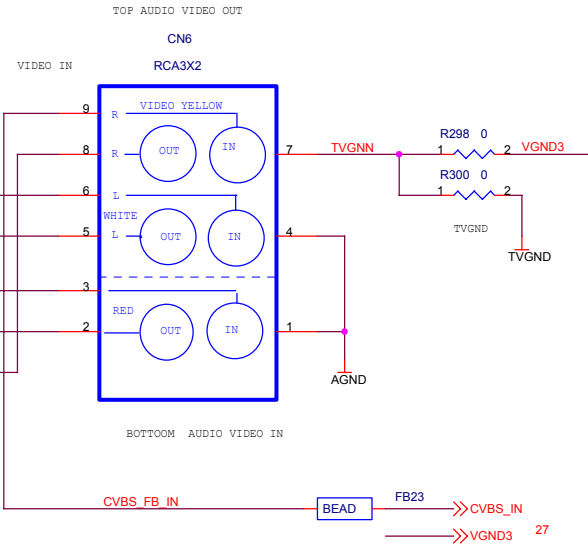 TOP AUDIO VIDEO OUT
CN6
VIDEO IN
RCA3X2
9
R
VIDEO YELLOW
8
R
OUT
IN
7
TVGNN
R298 0
1
2
VGND3
R300 0
1
2
6
L
WHITE
TVGND
5
L
OUT
IN
4
TVGND
3
RED
2
OUT
IN
1
AGND
BOTTOOM AUDIO VIDEO IN
CVBS_FB_IN
BEAD
FB23
CVBS_IN
27
VGND3